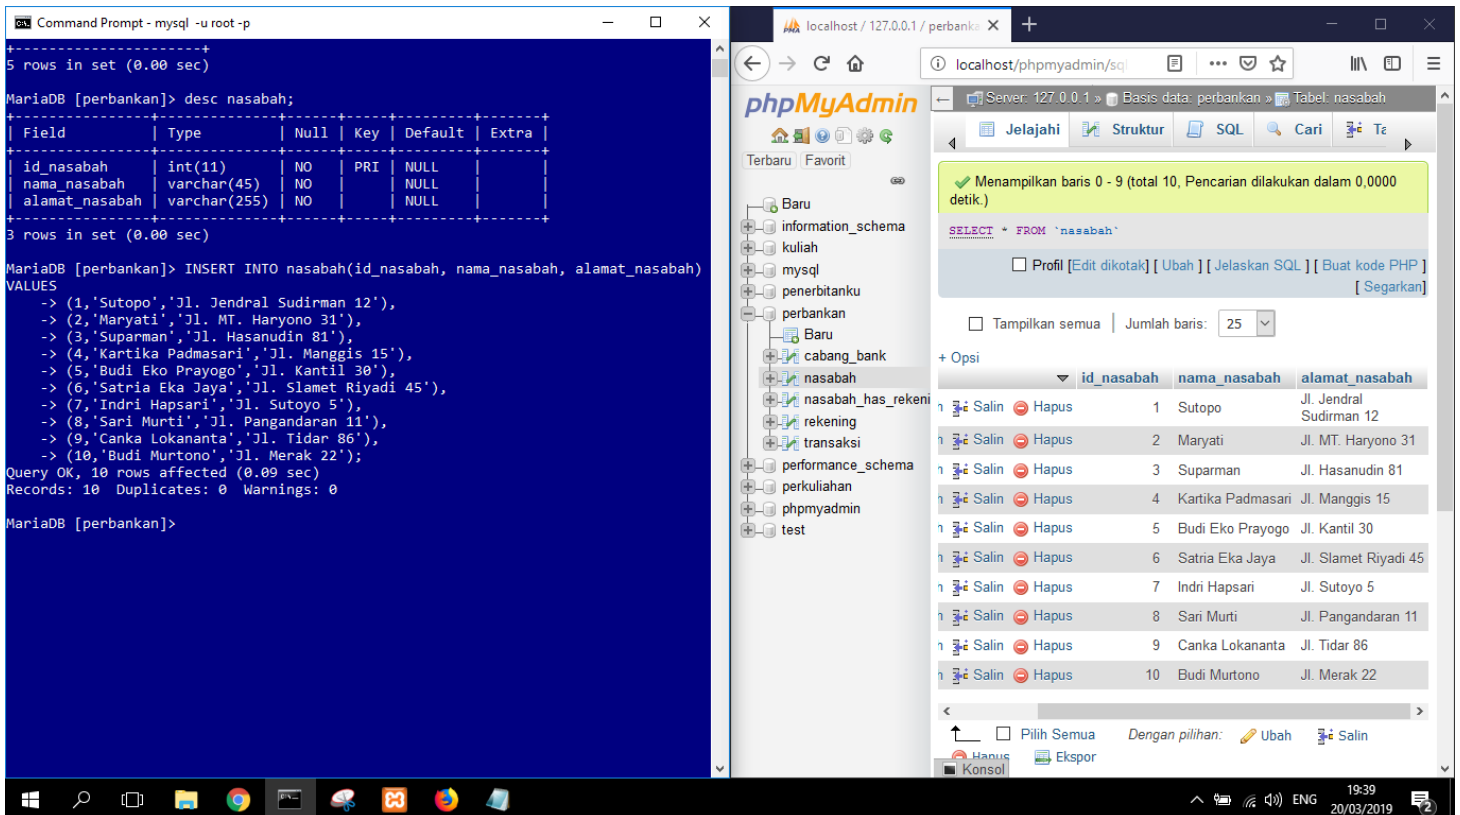 Command Prompt - mysql -u root -p
+----------------------+
5 rows in set (0.00 sec)
MariaDB [perbankan]> desc nasabah;
+----------------+--------------+------+-----+---------+-------+
| Field | Type | Null | Key | Default | Extra |
+----------------+--------------+------+-----+---------+-------+
| id_nasabah | int(11) | NO | PRI | NULL | |
| nama_nasabah | varchar(45) | NO | | NULL | |
| alamat_nasabah | varchar(255) | NO | | NULL | |
+----------------+--------------+------+-----+---------+-------+
3 rows in set (0.00 sec)
MariaDB [perbankan]> INSERT INTO nasabah(id_nasabah, nama_nasabah, alamat_nasabah)
VALUES
-> (1,'Sutopo','Jl. Jendral Sudirman 12'),
-> (2,'Maryati','Jl. MT. Haryono 31'),
-> (3,'Suparman','Jl. Hasanudin 81'),
-> (4,'Kartika Padmasari','Jl. Manggis 15'),
-> (5,'Budi Eko Prayogo','Jl. Kantil 30'),
-> (6,'Satria Eka Jaya','Jl. Slamet Riyadi 45'),
-> (7,'Indri Hapsari','Jl. Sutoyo 5'),
-> (8,'Sari Murti','Jl. Pangandaran 11'),
-> (9,'Canka Lokananta','Jl. Tidar 86'),
-> (10,'Budi Murtono','Jl. Merak 22');
Query OK, 10 rows affected (0.09 sec)
Records: 10  Duplicates: 0  Warnings: 0
MariaDB [perbankan]>
localhost / 127.0.0.1 / perbanka
localhost/phpmyadmin/sql
phpMyAdmin
Terbaru Favorit
Baru
information_schema
kuliah
mysql
penerbitanku
perbankan
Baru
cabang_bank
nasabah
nasabah_has_rekeni
rekening
transaksi
performance_schema
perkuliahan
phpmyadmin
test
Server: 127.0.0.1 » Basis data: perbankan » Tabel: nasabah
Jelajahi Struktur SQL Cari Ta
Menampilkan baris 0 - 9 (total 10, Pencarian dilakukan dalam 0,0000
detik.)
SELECT * FROM `nasabah`
Profil [Edit dikotak] [ Ubah ] [ Jelaskan SQL ] [ Buat kode PHP ]
[ Segarkan]
Tampilkan semua | Jumlah baris: 25
+ Opsi
id_nasabah nama_nasabah alamat_nasabah
h Salin Hapus 1 Sutopo Jl. Jendral
Sudirman 12
h Salin Hapus 2 Maryati Jl. MT. Haryono 31
h Salin Hapus 3 Suparman Jl. Hasanudin 81
h Salin Hapus 4 Kartika Padmasari Jl. Manggis 15
h Salin Hapus 5 Budi Eko Prayogo Jl. Kantil 30
h Salin Hapus 6 Satria Eka Jaya Jl. Slamet Riyadi 45
h Salin Hapus 7 Indri Hapsari Jl. Sutoyo 5
h Salin Hapus 8 Sari Murti Jl. Pangandaran 11
h Salin Hapus 9 Canka Lokananta Jl. Tidar 86
h Salin Hapus 10 Budi Murtono Jl. Merak 22
Pilih Semua Dengan pilihan: Ubah Salin
Hapus Ekspor
Konsol
ENG
19:39
20/03/2019
2